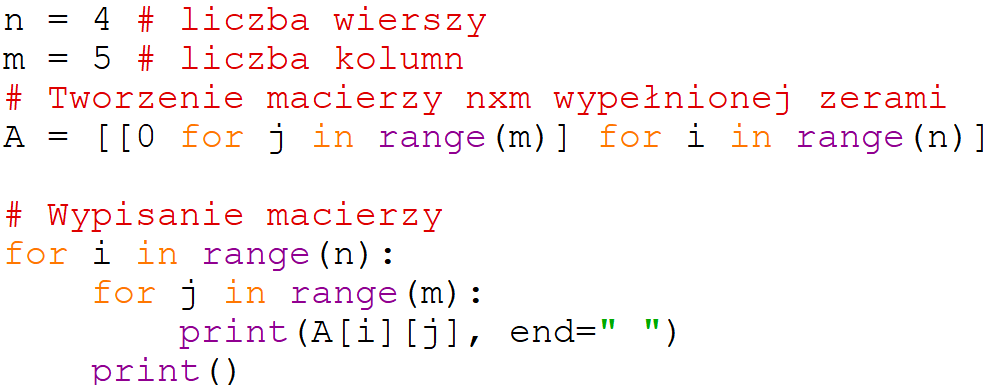 n = 4 # liczba wierszy
m = 5 # liczba kolumn
# Tworzenie macierzy nxm wypełnionej zerami
A = [[0 for j in range(m)] for i in range(n)]

# Wypisanie macierzy
for i in range(n):
    for j in range(m):
        print(A[i][j], end=" ")
    print()